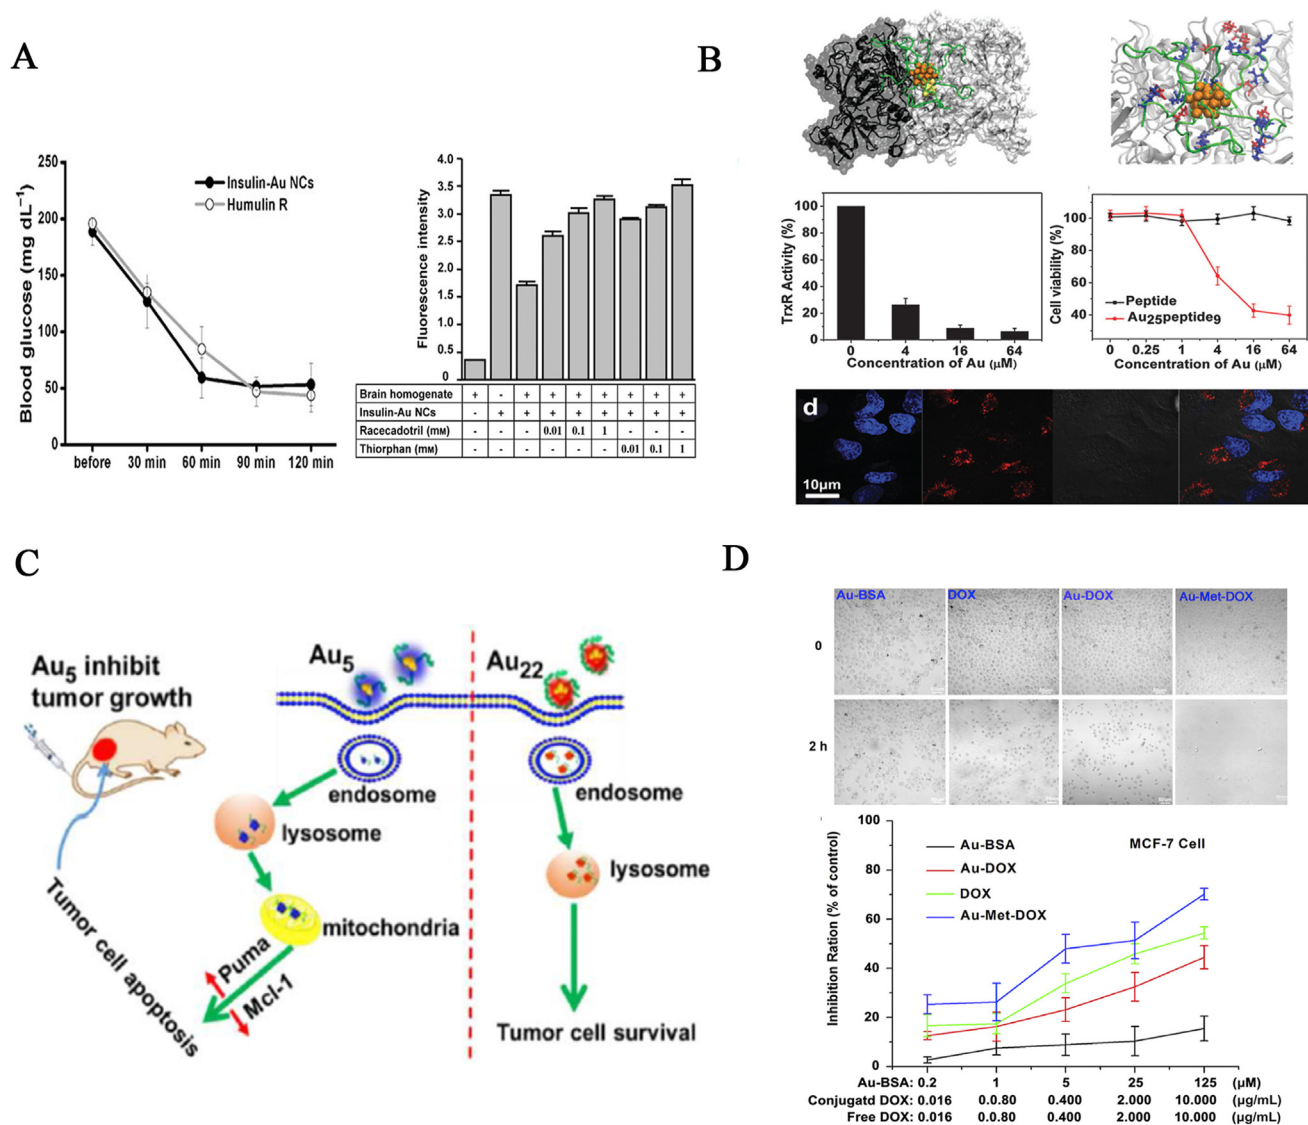 A
Blood glucose (mg dL⁻¹)
250
200
150
100
50
0
Insulin-Au NCs
Humulin R
before 30 min 60 min 90 min 120 min
Fluorescence intensity
4.0
3.5
3.0
2.5
2.0
1.5
1.0
0.5
0.0
Brain homogenate + - + + + + + + +
Insulin-Au NCs - + + + + + + + +
Racecadotril (mM) - - - 0.01 0.1 1 - - -
Thiorphan (mM) - - - - - - 0.01 0.1 1
B
TrxR Activity (%)
100
80
60
40
20
0
0 4 16 64
Concentration of Au (μM)
Cell viability (%)
100
80
60
40
Peptide
Au25peptide9
0 0.25 1 4 16 64
Concentration of Au (μM)
d
10μm
C
Au5 inhibit
tumor growth
Au5
Au22
endosome
endosome
lysosome
lysosome
mitochondria
Puma
Mcl-1
Tumor cell apoptosis
Tumor cell survival
D
Au-BSA DOX Au-DOX Au-Met-DOX
0
2 h
Inhibition Ration (% of control)
100
80
60
40
20
0
Au-BSA
Au-DOX
DOX
Au-Met-DOX
MCF-7 Cell
Au-BSA: 0.2 1 5 25 125 (μM)
Conjugatd DOX: 0.016 0.0.80 0.400 2.000 10.000 (μg/mL)
Free DOX: 0.016 0.0.80 0.400 2.000 10.000 (μg/mL)